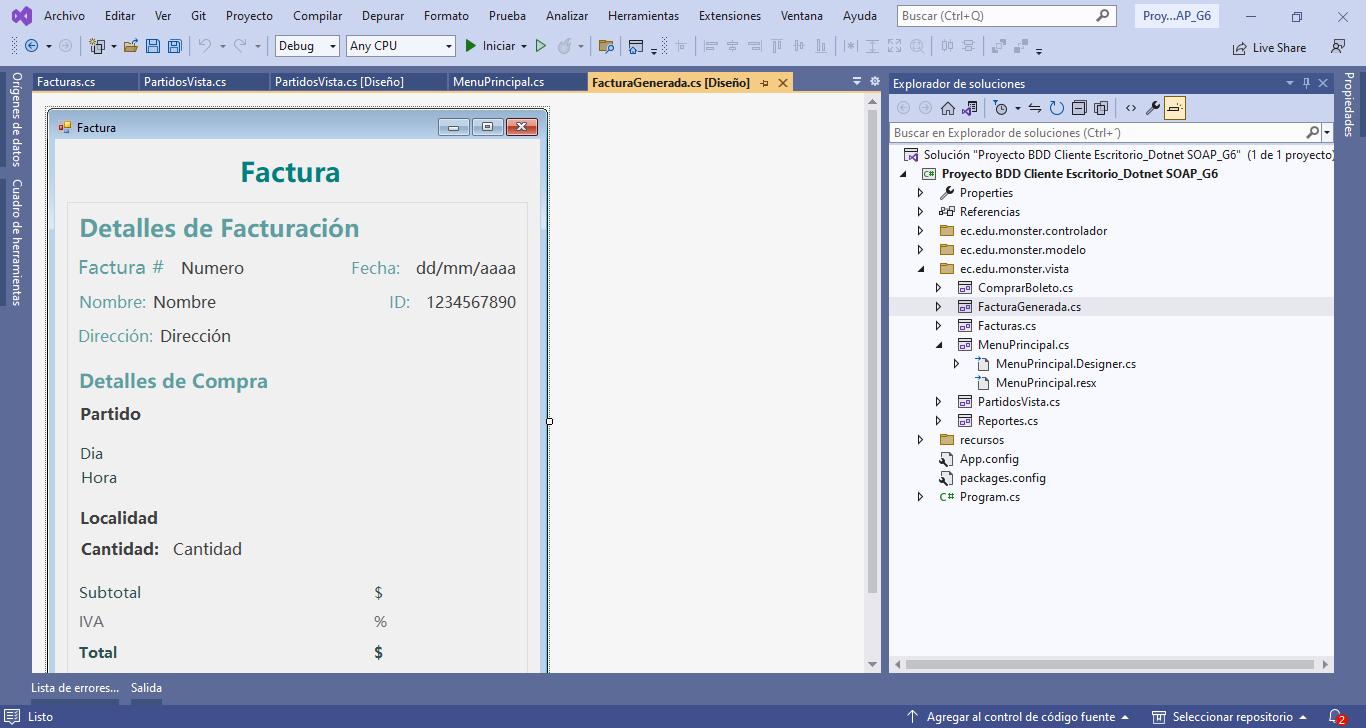 Archivo Editar Ver Git Proyecto Compilar Depurar Formato Prueba Analizar Herramientas Extensiones Ventana Ayuda Buscar (Ctrl+Q) Proy...AP_G6
Debug Any CPU Iniciar Live Share
Orígenes de datos
Cuadro de herramientas
Facturas.cs PartidosVista.cs PartidosVista.cs [Diseño] MenuPrincipal.cs FacturaGenerada.cs [Diseño]
Factura
Factura
Detalles de Facturación
Factura # Numero Fecha: dd/mm/aaaa
Nombre: Nombre ID: 1234567890
Dirección: Dirección
Detalles de Compra
Partido
Dia
Hora
Localidad
Cantidad: Cantidad
Subtotal $
IVA %
Total $
Explorador de soluciones
Buscar en Explorador de soluciones (Ctrl+´)
Solución "Proyecto BDD Cliente Escritorio_Dotnet SOAP_G6" (1 de 1 proyecto)
C# Proyecto BDD Cliente Escritorio_Dotnet SOAP_G6
Properties
Referencias
ec.edu.monster.controlador
ec.edu.monster.modelo
ec.edu.monster.vista
ComprarBoleto.cs
FacturaGenerada.cs
Facturas.cs
MenuPrincipal.cs
MenuPrincipal.Designer.cs
MenuPrincipal.resx
PartidosVista.cs
Reportes.cs
recursos
App.config
packages.config
C# Program.cs
Propiedades
Lista de errores... Salida
Listo Agregar al control de código fuente Seleccionar repositorio 2